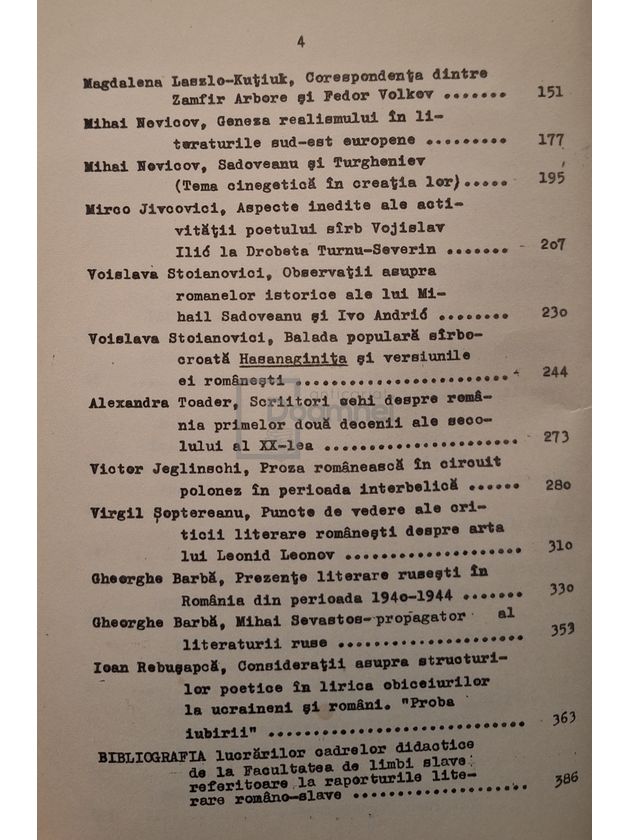 4
Magdalena Laszlo-Kuţiuk, Corespondenţa dintre
Zamfir Arbore şi Fedor Volkov ....... 151
Mihai Novicov, Geneza realismului în li-
teraturile sud-est europene ......... 177
Mihai Novicov, Sadoveanu şi Turgheniev
(Tema cinegetică în creaţia lor)..... 195
Mirco Jivcovici, Aspecte inedite ale acti-
vităţii poetului sîrb Vojislav
Ilić la Drobeta Turnu-Severin ....... 207
Voislava Stoianovici, Observaţii asupra
romanelor istorice ale lui Mi-
hail Sadoveanu şi Ivo Andrić ........ 230
Voislava Stoianovici, Balada populară sîrbo-
croată Hasanaginiţa şi versiunile
ei româneşti ........................ 244
Alexandra Toader, Scriitori cehi despre româ-
nia primelor două decenii ale seco-
lului al XX-lea ..................... 273
Victor Jeglinschi, Proza românească în circuit
polonez în perioada interbelică ...... 280
Virgil Şoptereanu, Puncte de vedere ale cri-
ticii literare româneşti despre arta
lui Leonid Leonov ................... 310
Gheorghe Barbă, Prezenţe literare ruseşti în
România din perioada 1940-1944 ....... 330
Gheorghe Barbă, Mihai Sevastos-propagator al
literaturii ruse .................... 353
Ioan Rebuşapcă, Consideraţii asupra structuri-
lor poetice în lirica obiceiurilor
la ucraineni şi români. "Proba
iubirii" ............................ 363
BIBLIOGRAFIA lucrărilor cadrelor didactice
de la Facultatea de limbi slave
referitoare la raporturile lite-
rare româno-slave ................... 386